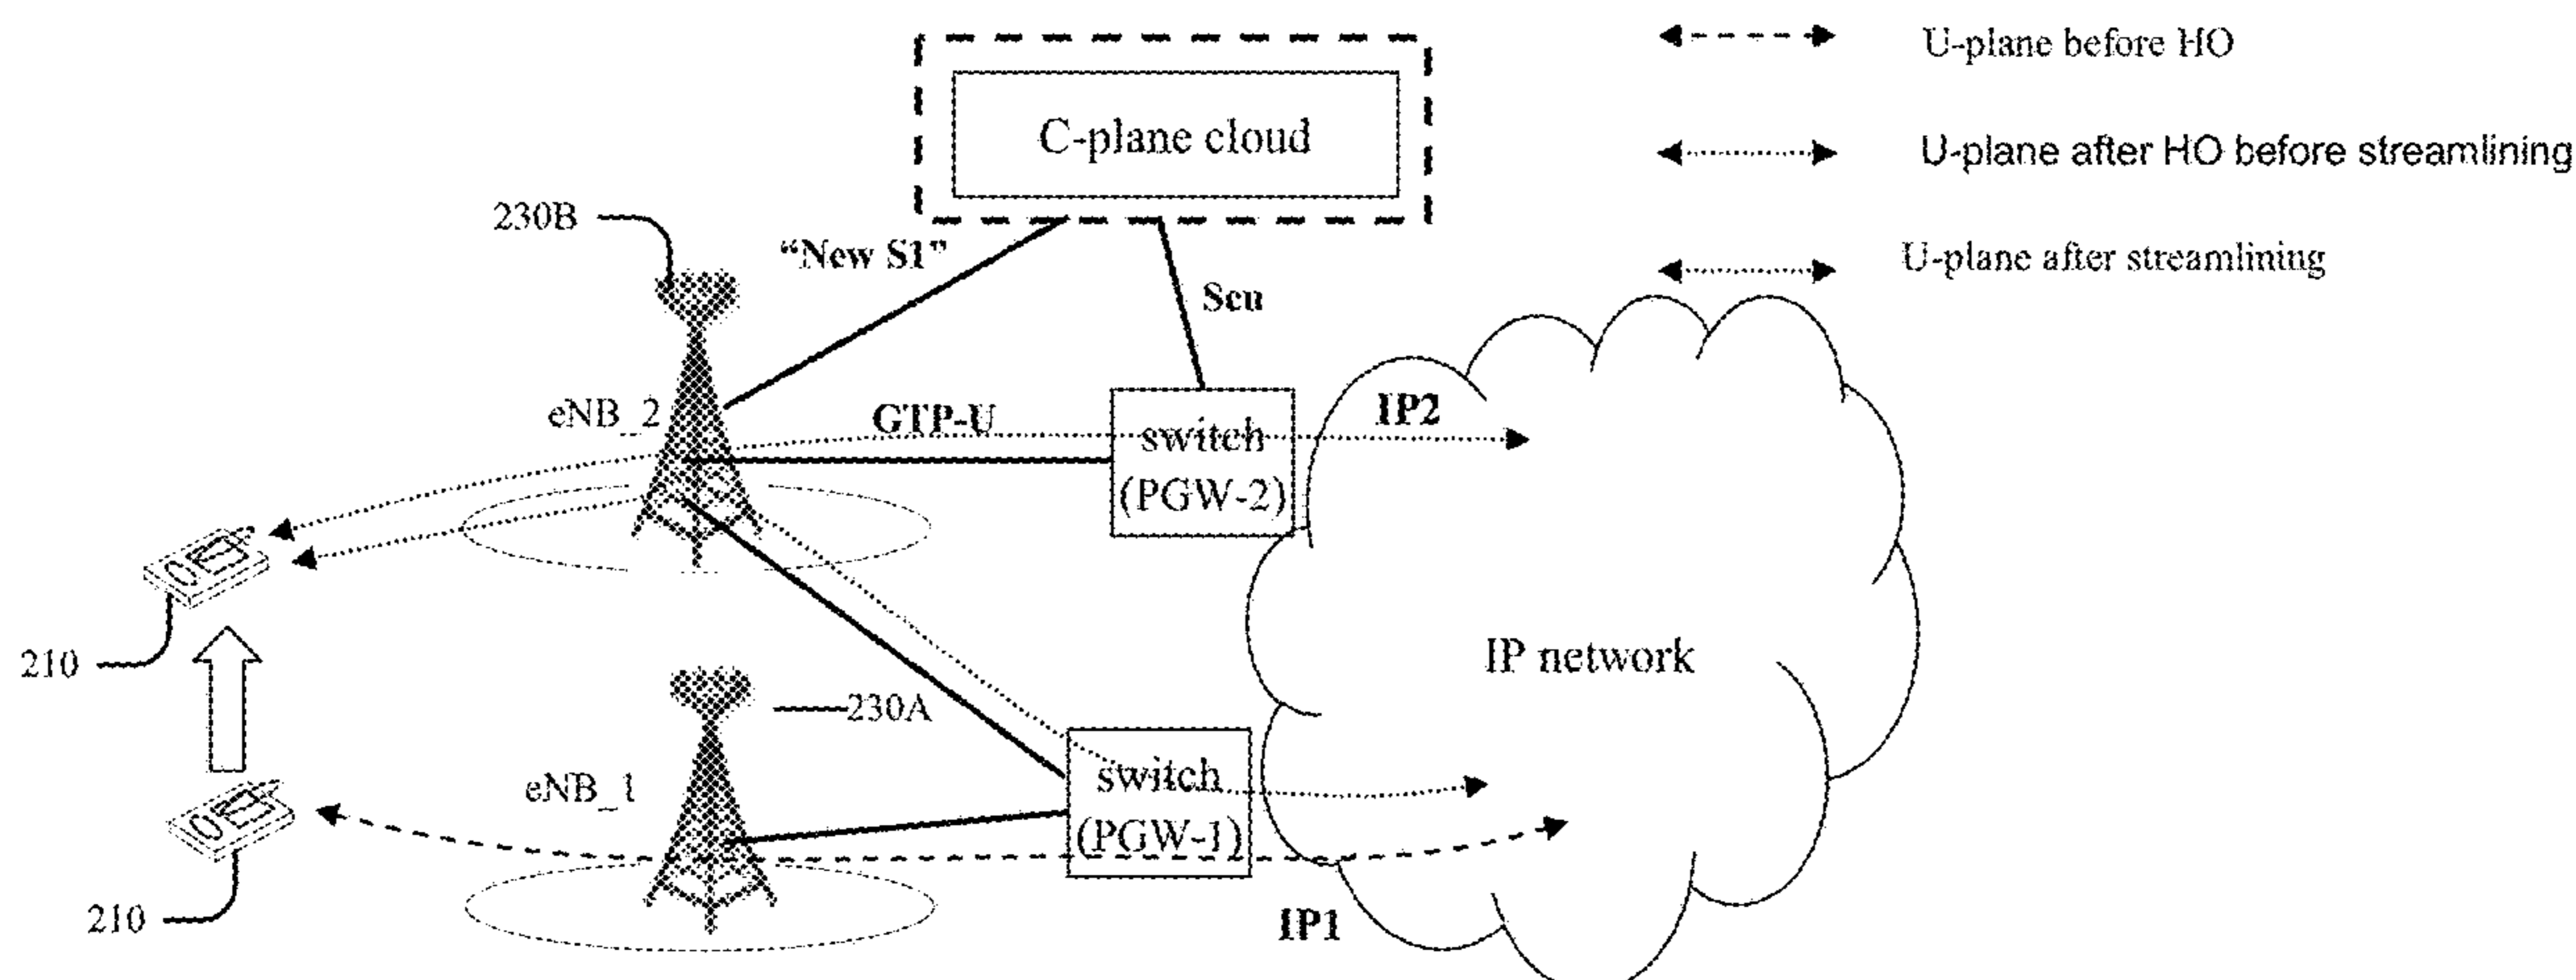 U-plane before HO
C-plane cloud
U-plane after HO before streamlining
230B
“New S1”
U-plane after streamlining
Scu
eNB_2
GTP-U
IP2
switch
(PGW-2)
210
IP network
230A
eNB_1
switch
(PGW-1)
210
IP1